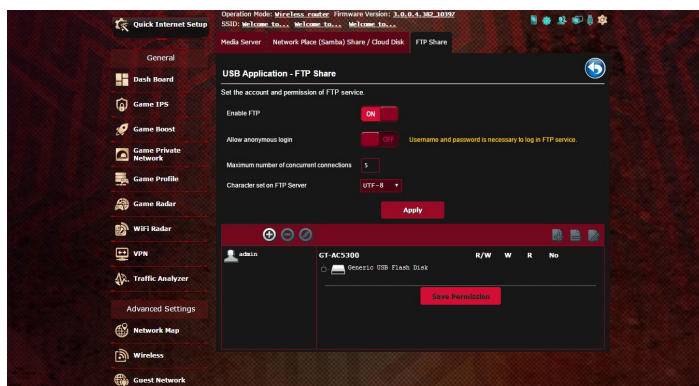 Quick Internet Setup
Operation Mode: Wireless router Firmware Version: 3.0.0.4.382_10397
SSID: Welcome to... Welcome to... Welcome to...
Media Server Network Place (Samba) Share / Cloud Disk FTP Share
General
Dash Board
Game IPS
Game Boost
Game Private
Network
Game Profile
Game Radar
WiFi Radar
VPN
Traffic Analyzer
Advanced Settings
Network Map
Wireless
Guest Network
USB Application - FTP Share
Set the account and permission of FTP service.
Enable FTP ON
Allow anonymous login OFF Username and password is necessary to log in FTP service.
Maximum number of concurrent connections 5
Character set on FTP Server UTF-8
Apply
admin
GT-AC5300 R/W W R No
Generic USB Flash Disk
Save Permission